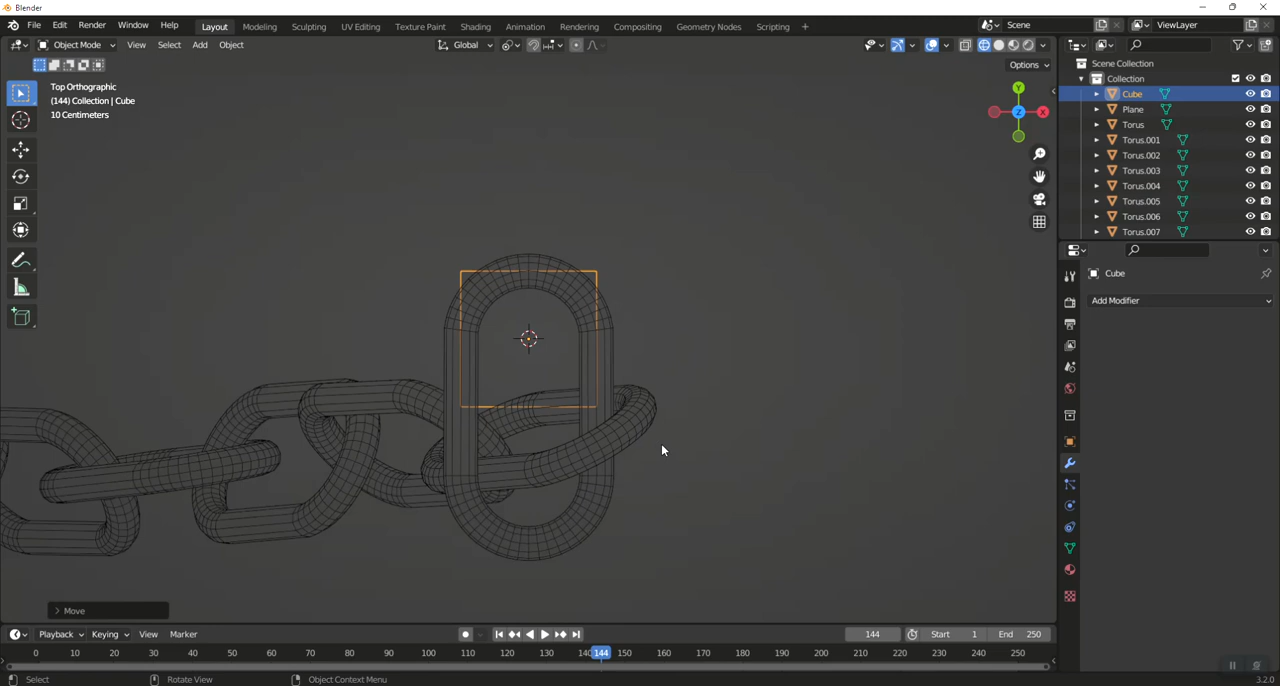 Blender
File Edit Render Window Help Layout Modeling Sculpting UV Editing Texture Paint Shading Animation Rendering Compositing Geometry Nodes Scripting + Scene ViewLayer
Object Mode View Select Add Object Global
Options
Top Orthographic
(144) Collection | Cube
10 Centimeters
Y
X
Z
Scene Collection
Collection
Cube
Plane
Torus
Torus.001
Torus.002
Torus.003
Torus.004
Torus.005
Torus.006
Torus.007
Cube
Add Modifier
> Move
Playback Keying View Marker 144 Start 1 End 250
0 10 20 30 40 50 60 70 80 90 100 110 120 130 140 144 150 160 170 180 190 200 210 220 230 240 250
Select Rotate View Object Context Menu 3.2.0